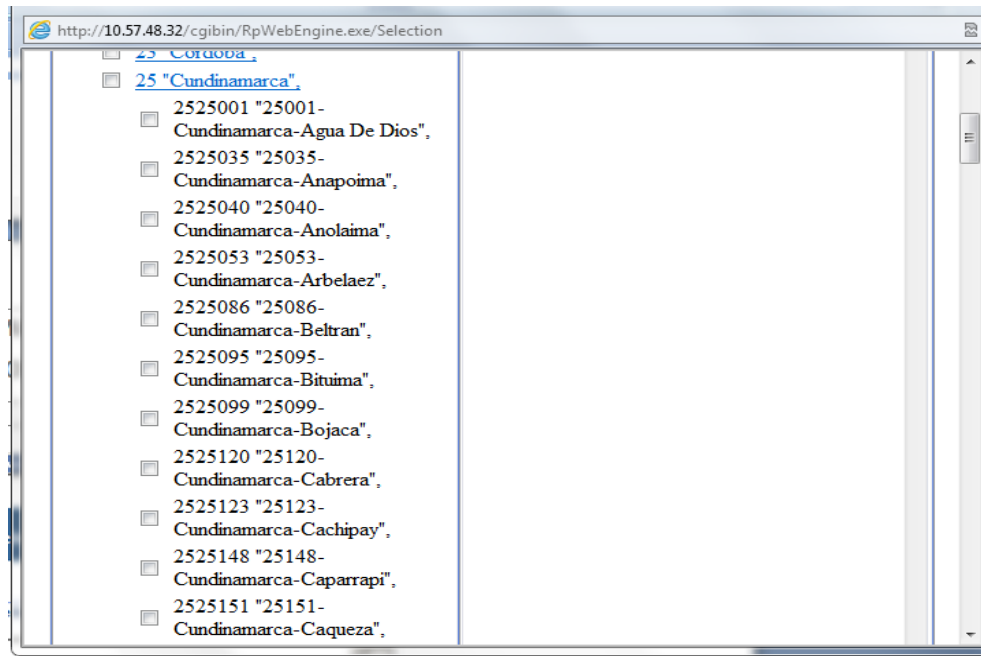 http://10.57.48.32/cgibin/RpWebEngine.exe/Selection
"Cordoba",
25 "Cundinamarca",
2525001 "25001-
Cundinamarca-Agua De Dios",
2525035 "25035-
Cundinamarca-Anapoima",
2525040 "25040-
Cundinamarca-Anolaima",
2525053 "25053-
Cundinamarca-Arbelaez",
2525086 "25086-
Cundinamarca-Beltran",
2525095 "25095-
Cundinamarca-Bituima",
2525099 "25099-
Cundinamarca-Bojaca",
2525120 "25120-
Cundinamarca-Cabrera",
2525123 "25123-
Cundinamarca-Cachipay",
2525148 "25148-
Cundinamarca-Caparrapi",
2525151 "25151-
Cundinamarca-Caqueza",